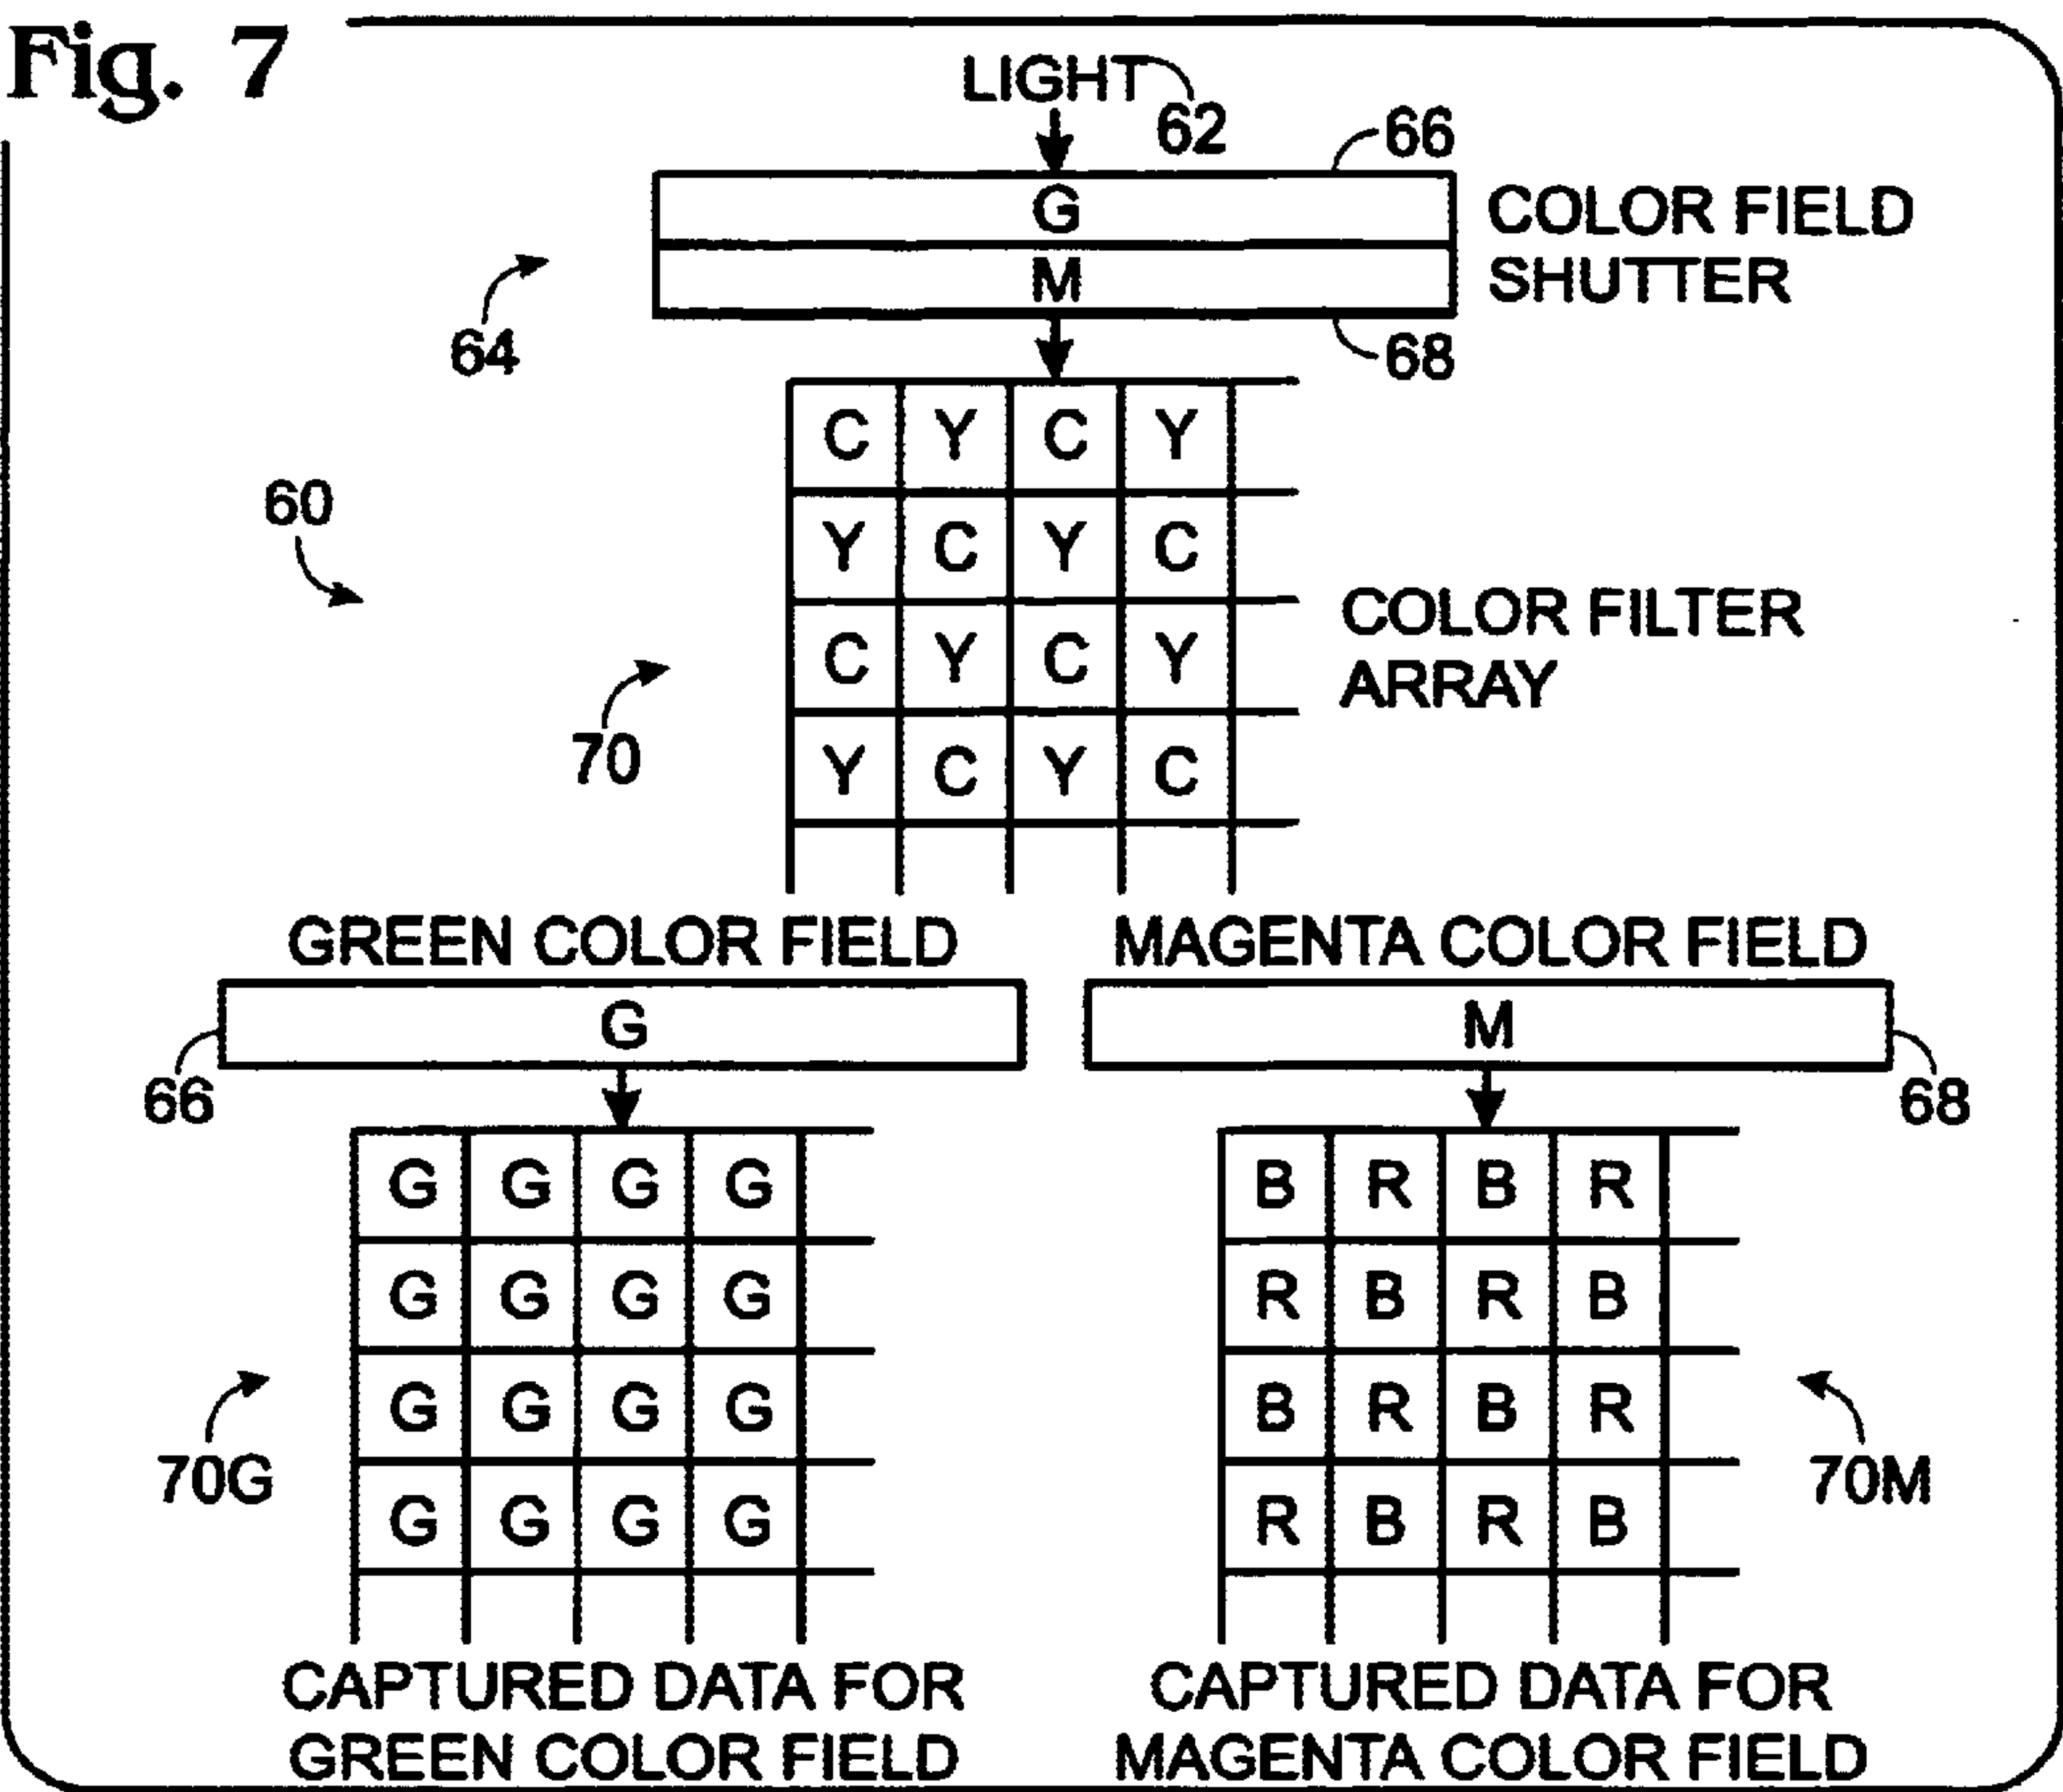 Fig. 7
LIGHT
62
66
G
COLOR FIELD
M
SHUTTER
64
68
C Y C Y
60
Y C Y C
COLOR FILTER
C Y C Y
ARRAY
70
Y C Y C
GREEN COLOR FIELD
MAGENTA COLOR FIELD
G
M
66
68
G G G G
B R B R
G G G G
R B R B
G G G G
B R B R
70G
70M
G G G G
R B R B
CAPTURED DATA FOR
GREEN COLOR FIELD
CAPTURED DATA FOR
MAGENTA COLOR FIELD